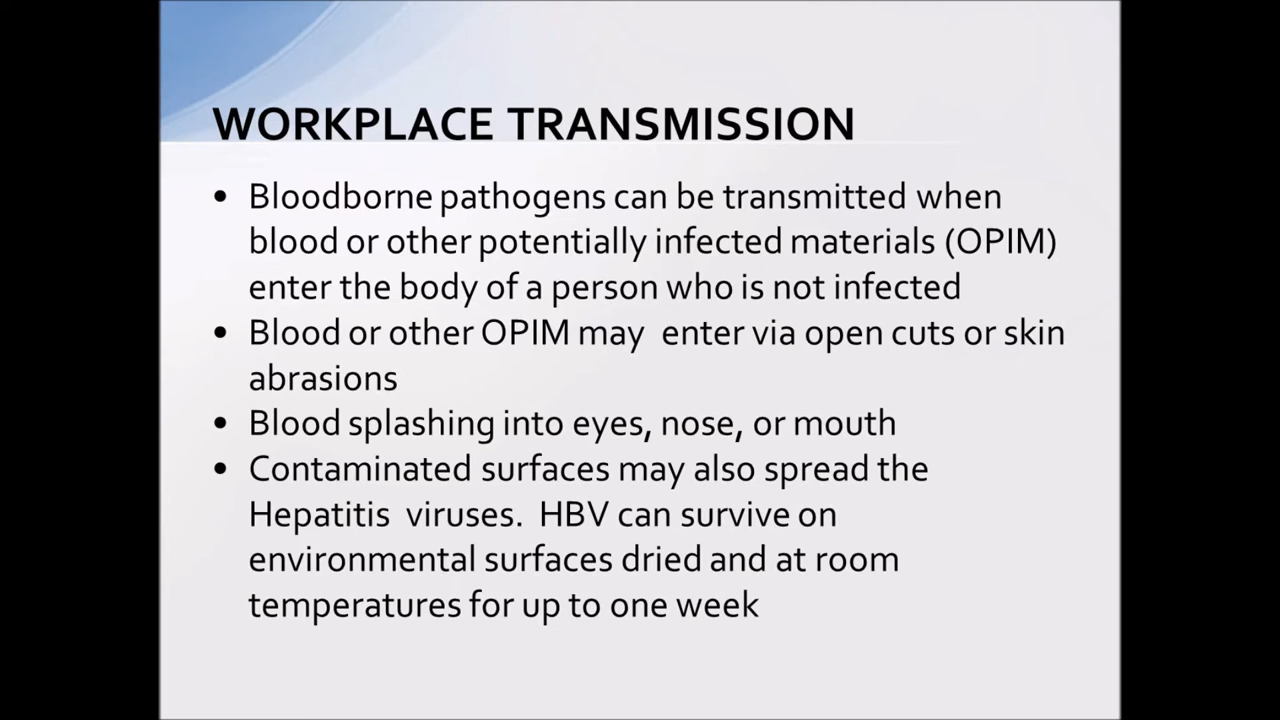 WORKPLACE TRANSMISSION
• Bloodborne pathogens can be transmitted when
blood or other potentially infected materials (OPIM)
enter the body of a person who is not infected
• Blood or other OPIM may  enter via open cuts or skin
abrasions
• Blood splashing into eyes, nose, or mouth
• Contaminated surfaces may also spread the
Hepatitis  viruses.  HBV can survive on
environmental surfaces dried and at room
temperatures for up to one week